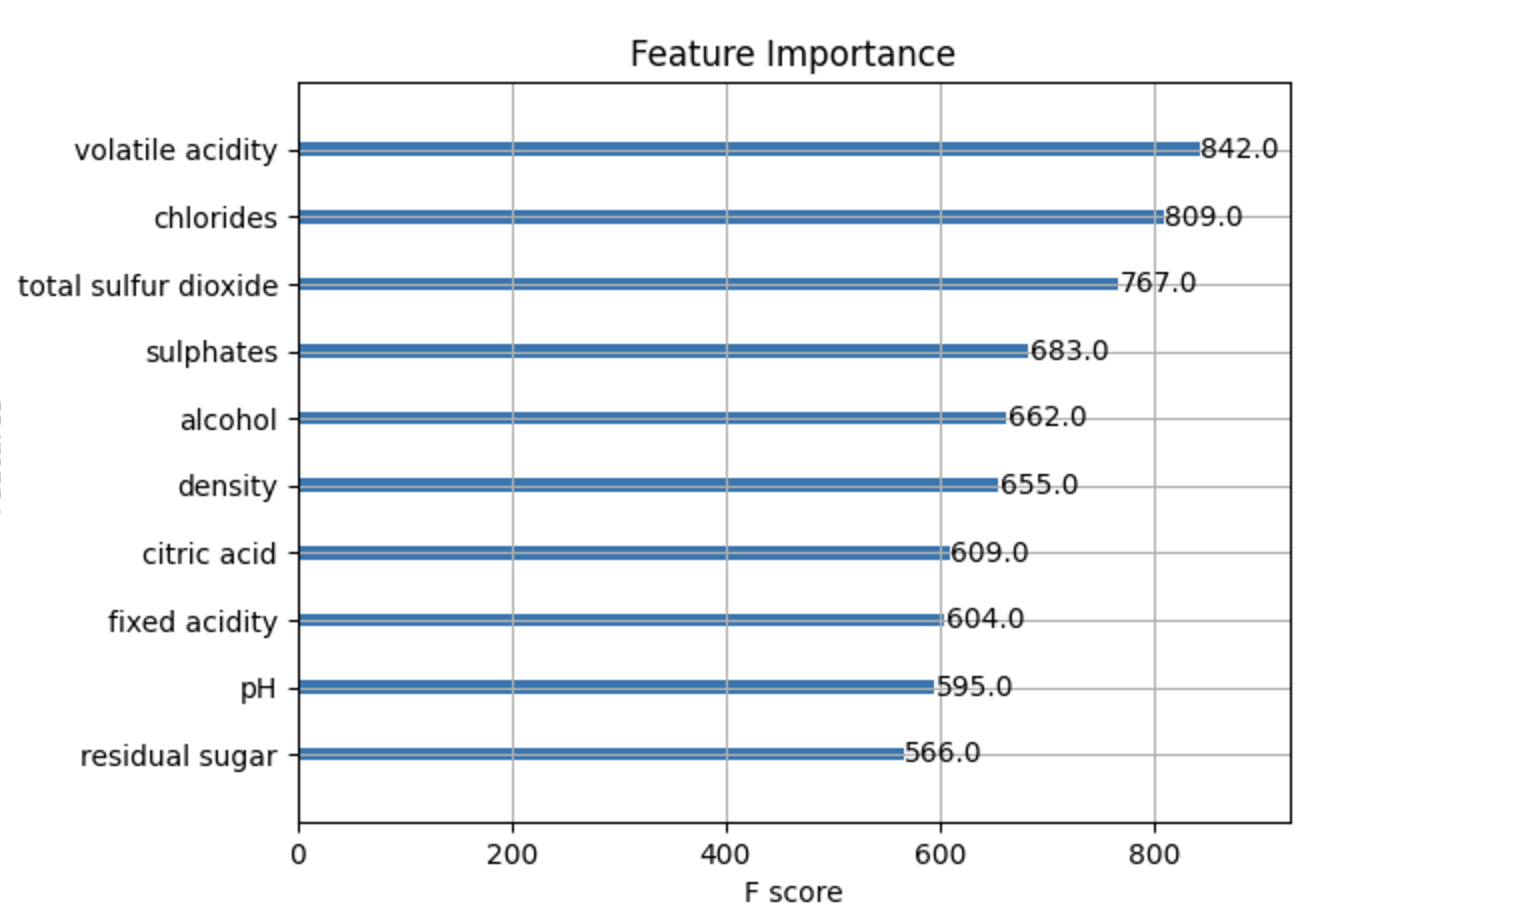 Feature Importance
volatile acidity 842.0
chlorides 809.0
total sulfur dioxide 767.0
sulphates 683.0
alcohol 662.0
density 655.0
citric acid 609.0
fixed acidity 604.0
pH 595.0
residual sugar 566.0
0 200 400 600 800
F score